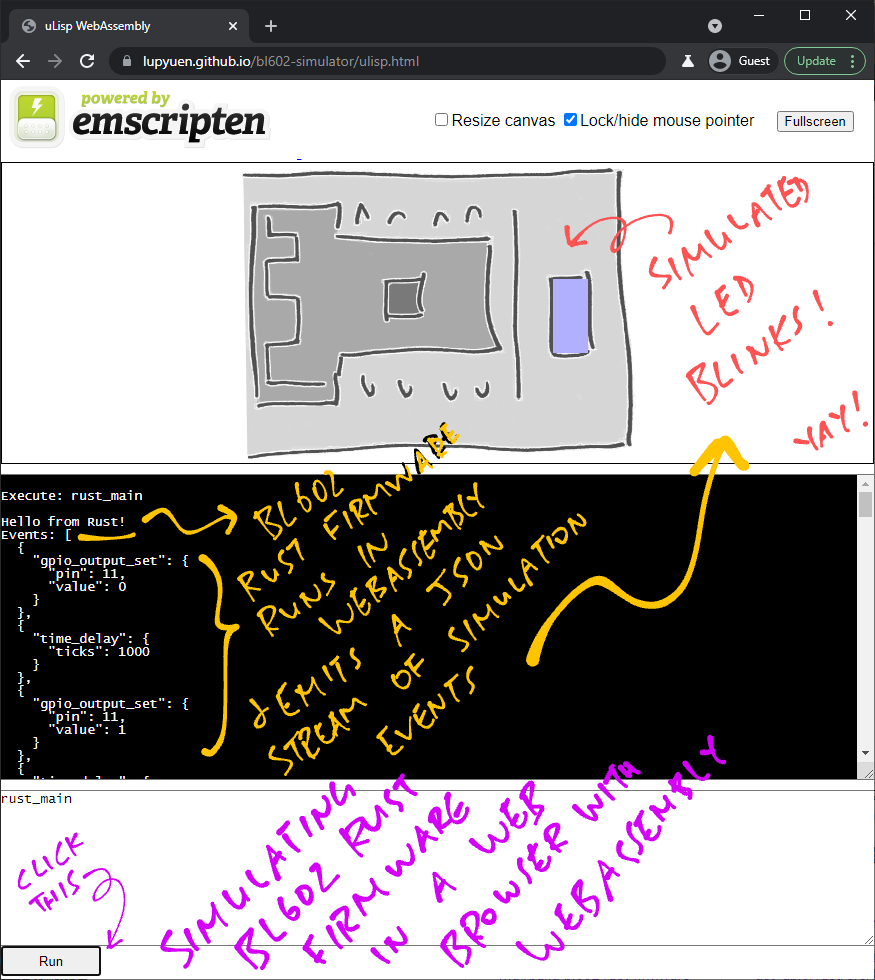 uLisp WebAssembly
lupyuen.github.io/bl602-simulator/ulisp.html
Guest
Update
powered by
emscripten
Resize canvas
Lock/hide mouse pointer
Fullscreen
SIMULATED
LED
BLINKS!
YAY!
Execute: rust_main
Hello from Rust!
Events: [
{
"gpio_output_set": {
"pin": 11,
"value": 0
}
},
{
"time_delay": {
"ticks": 1000
}
},
{
"gpio_output_set": {
"pin": 11,
"value": 1
}
},
{
BL602
RUST FIRMWARE
RUNS IN
WEBASSEMBLY
& EMITS A JSON
STREAM OF SIMULATION
EVENTS
rust_main
CLICK
THIS
SIMULATING
BL602 RUST
FIRMWARE
IN A WEB
BROWSER WITH
WEBASSEMBLY
Run